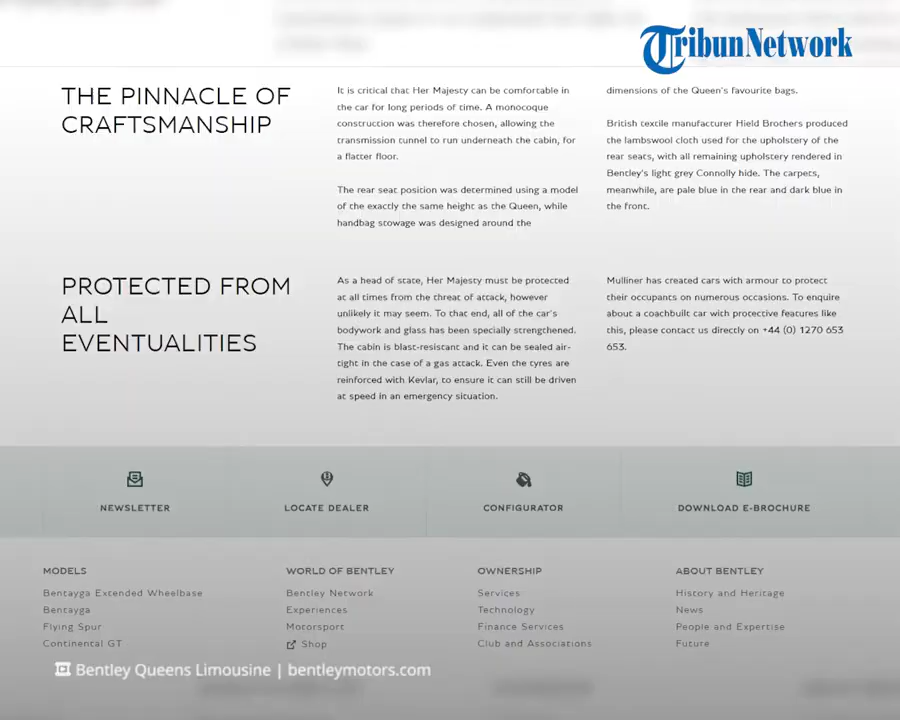 TribunNetwork
THE PINNACLE OF
CRAFTSMANSHIP
It is critical that Her Majesty can be comfortable in
the car for long periods of time. A monocoque
construction was therefore chosen, allowing the
transmission tunnel to run underneath the cabin, for
a flatter floor.
The rear seat position was determined using a model
of the exactly the same height as the Queen, while
handbag stowage was designed around the
dimensions of the Queen's favourite bags.
British textile manufacturer Hield Brothers produced
the lambswool cloth used for the upholstery of the
rear seats, with all remaining upholstery rendered in
Bentley's light grey Connolly hide. The carpets,
meanwhile, are pale blue in the rear and dark blue in
the front.
PROTECTED FROM
ALL
EVENTUALITIES
As a head of state, Her Majesty must be protected
at all times from the threat of attack, however
unlikely it may seem. To that end, all of the car's
bodywork and glass has been specially strengthened.
The cabin is blast-resistant and it can be sealed air-
tight in the case of a gas attack. Even the tyres are
reinforced with Kevlar, to ensure it can still be driven
at speed in an emergency situation.
Mulliner has created cars with armour to protect
their occupants on numerous occasions. To enquire
about a coachbuilt car with protective features like
this, please contact us directly on +44 (0) 1270 653
653.
NEWSLETTER
LOCATE DEALER
CONFIGURATOR
DOWNLOAD E-BROCHURE
MODELS
Bentayga Extended Wheelbase
Bentayga
Flying Spur
Continental GT
WORLD OF BENTLEY
Bentley Network
Experiences
Motorsport
Shop
OWNERSHIP
Services
Technology
Finance Services
Club and Associations
ABOUT BENTLEY
History and Heritage
News
People and Expertise
Future
Bentley Queens Limousine | bentleymotors.com